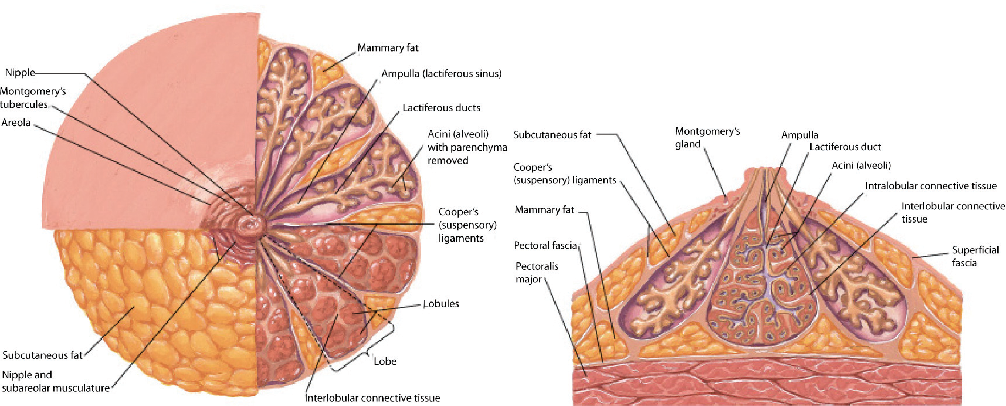 Mammary fat
Nipple
Ampulla (lactiferous sinus)
Montgomery's
tubercules
Areola
Lactiferous ducts
Acini (alveoli)
with parenchyma
removed
Cooper's
(suspensory)
ligaments
Lobules
Lobe
Subcutaneous fat
Nipple and
subareolar musculature
Interlobular connective tissue
Subcutaneous fat
Montgomery's
gland
Ampulla
Lactiferous duct
Acini (alveoli)
Cooper's
(suspensory) ligaments
Intralobular connective tissue
Interlobular connective
tissue
Mammary fat
Pectoral fascia
Superficial
fascia
Pectoralis
major